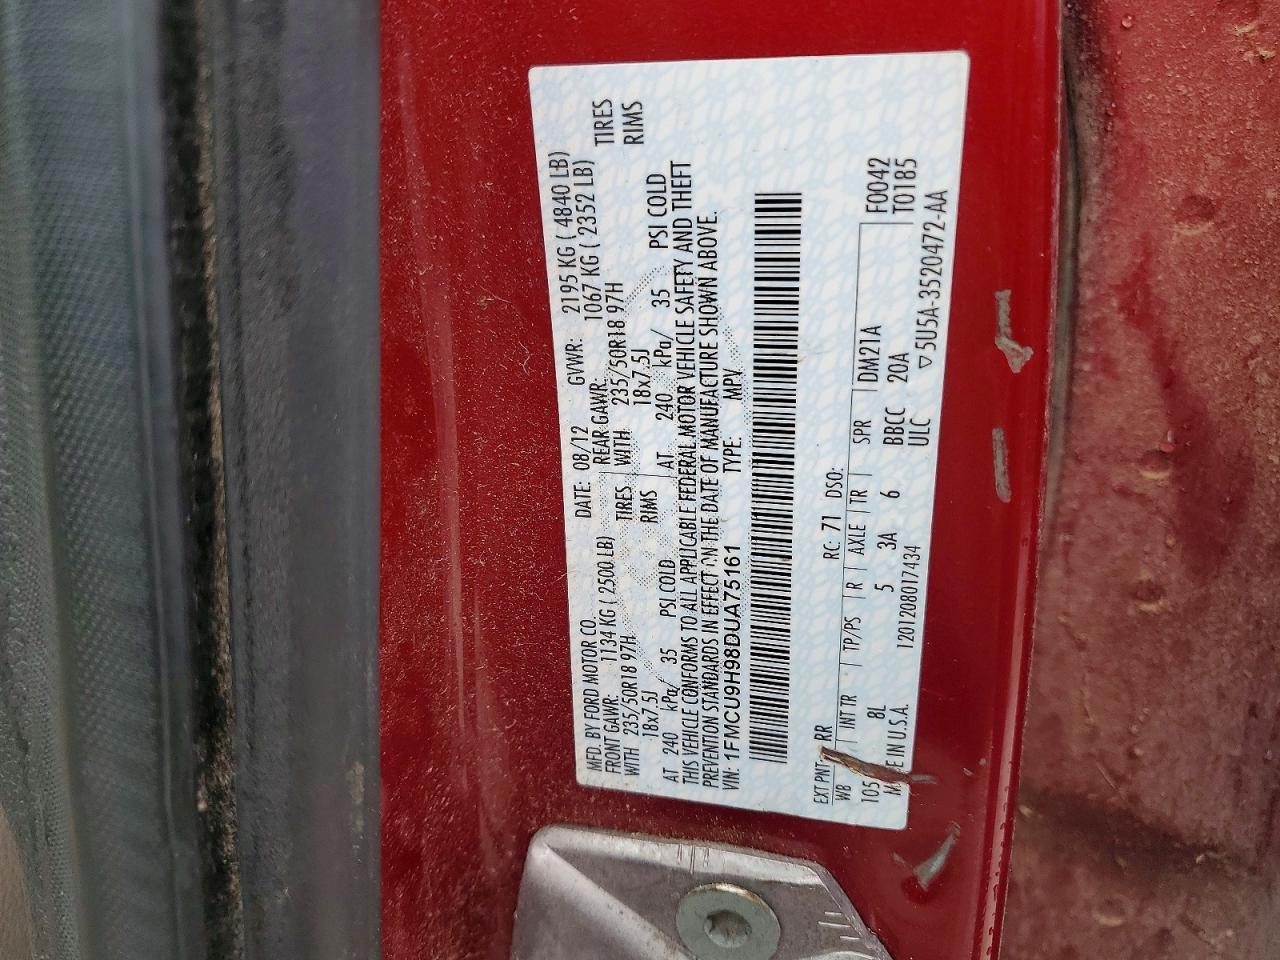 MFD. BY FORD MOTOR CO. DATE: 08/12 GVWR: 2195 KG ( 4840 LB)
FRONT GAWR: 1134 KG ( 2500 LB) REAR GAWR: 1067 KG ( 2352 LB)
WITH 235/50R18 97H TIRES WITH 235/50R18 97H TIRES
18x7.5J RIMS 18x7.5J RIMS
AT 240 kPa/ 35 PSI COLD AT 240 kPa/ 35 PSI COLD
THIS VEHICLE CONFORMS TO ALL APPLICABLE FEDERAL MOTOR VEHICLE SAFETY AND THEFT
PREVENTION STANDARDS IN EFFECT ON THE DATE OF MANUFACTURE SHOWN ABOVE.
VIN: 1FMCU9H98DUA75161 TYPE: MPV
EXT PNT: RR RC: 71 DSO: F0042
WB INT TR TP/PS R AXLE TR SPR DM21A T0185
105 8L 5 3A 6 BBCC 20A
MADE IN U.S.A. 1201208017434 ULC ▽5U5A-3520472-AA